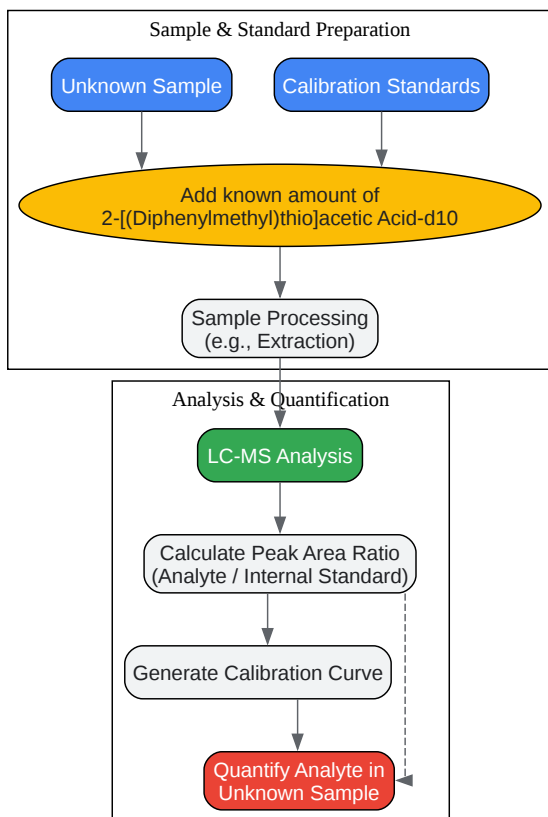 Sample & Standard Preparation
Unknown Sample
Calibration Standards
Add known amount of
2-[(Diphenylmethyl)thio]acetic Acid-d10
Sample Processing
(e.g., Extraction)
Analysis & Quantification
LC-MS Analysis
Calculate Peak Area Ratio
(Analyte / Internal Standard)
Generate Calibration Curve
Quantify Analyte in
Unknown Sample